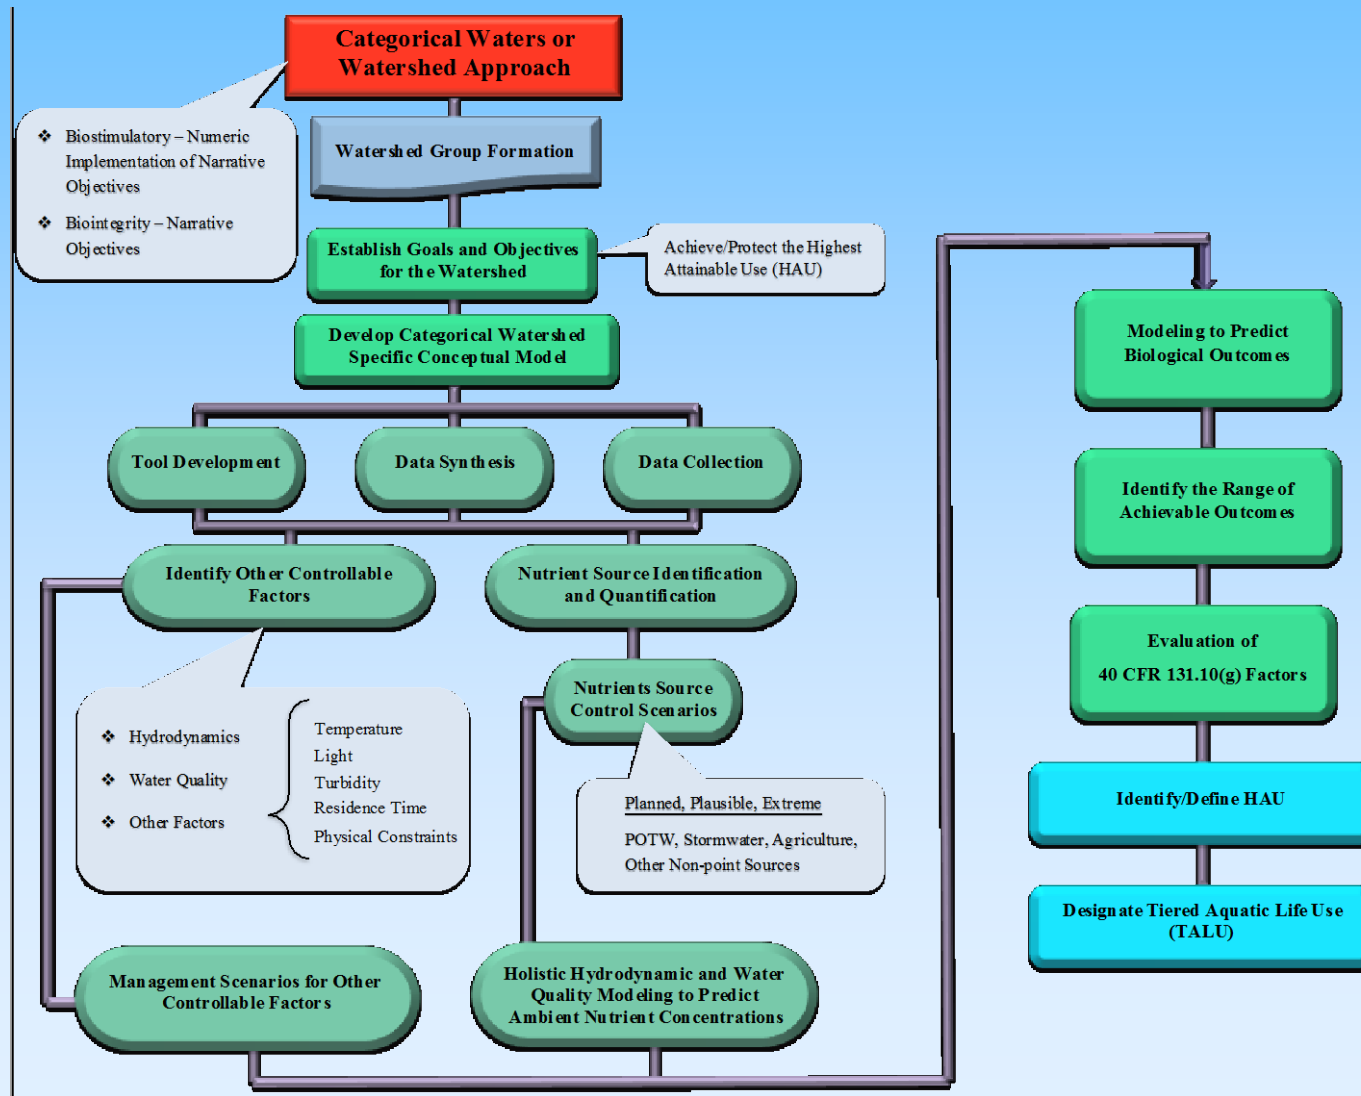 Categorical Waters or
Watershed Approach
❖ Biostimulatory – Numeric
Implementation of Narrative
Objectives
❖ Biointegrity – Narrative
Objectives
Watershed Group Formation
Establish Goals and Objectives
for the Watershed
Achieve/Protect the Highest
Attainable Use (HAU)
Develop Categorical Watershed
Specific Conceptual Model
Tool Development
Data Synthesis
Data Collection
Identify Other Controllable
Factors
Nutrient Source Identification
and Quantification
❖ Hydrodynamics
❖ Water Quality
❖ Other Factors
Temperature
Light
Turbidity
Residence Time
Physical Constraints
Nutrients Source
Control Scenarios
Planned, Plausible, Extreme
POTW, Stormwater, Agriculture,
Other Non-point Sources
Management Scenarios for Other
Controllable Factors
Holistic Hydrodynamic and Water
Quality Modeling to Predict
Ambient Nutrient Concentrations
Modeling to Predict
Biological Outcomes
Identify the Range of
Achievable Outcomes
Evaluation of
40 CFR 131.10(g) Factors
Identify/Define HAU
Designate Tiered Aquatic Life Use
(TALU)